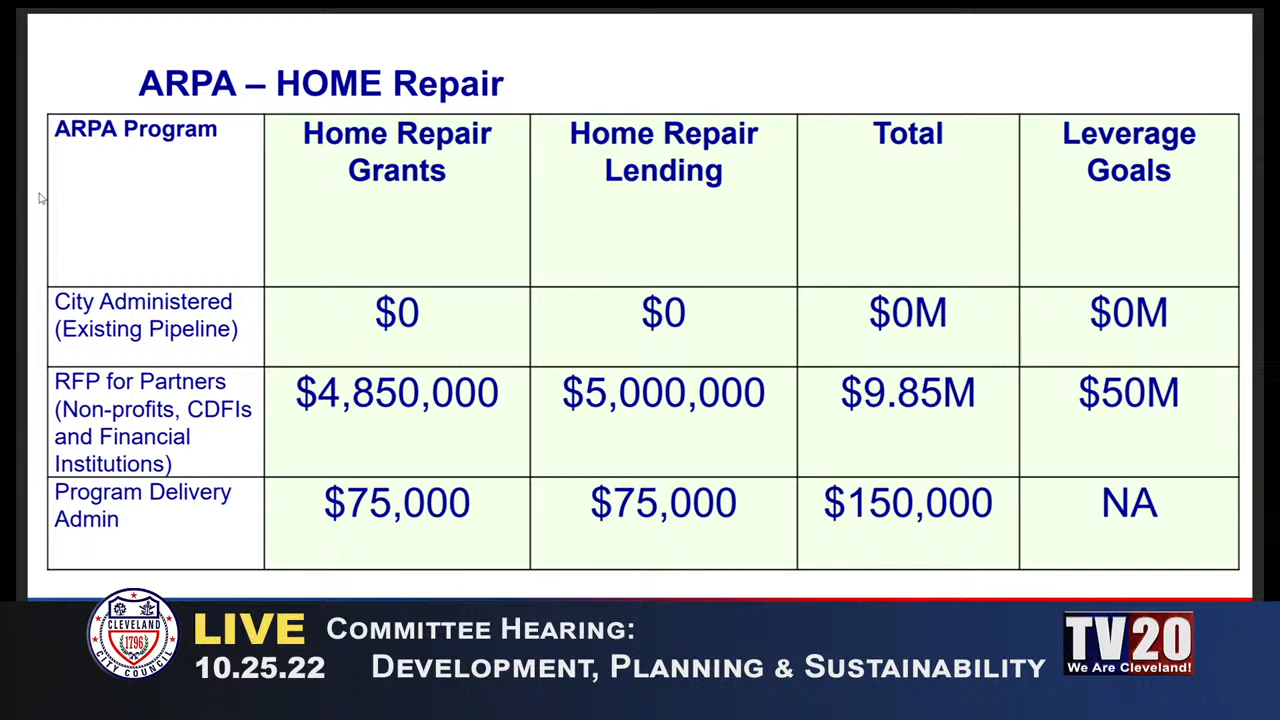 ARPA – HOME Repair
ARPA Program
Home Repair
Grants
Home Repair
Lending
Total
Leverage
Goals
City Administered
(Existing Pipeline)
$0
$0
$0M
$0M
RFP for Partners
(Non-profits, CDFIs
and Financial
Institutions)
$4,850,000
$5,000,000
$9.85M
$50M
Program Delivery
Admin
$75,000
$75,000
$150,000
NA
CLEVELAND
1796
CITY COUNCIL
LIVE
10.25.22
COMMITTEE HEARING:
DEVELOPMENT, PLANNING & SUSTAINABILITY
TV20
We Are Cleveland!